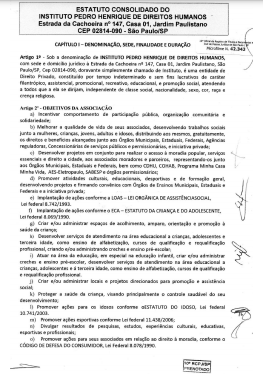 ESTATUTO CONSOLIDADO DO
INSTITUTO PEDRO HENRIQUE DE DIREITOS HUMANOS
Estrada da Cachoeira nº 147, Casa 01, Jardim Paulistano
CEP 02814-090 - São Paulo/SP
CAPÍTULO I – DENOMINAÇÃO, SEDE, FINALIDADE E DURAÇÃO
Artigo 1º - Sob a denominação de INSTITUTO PEDRO HENRIQUE DE DIREITOS HUMANOS,
com sede e domicílio jurídico à Estrada da Cachoeira nº 147, Casa 01, Jardim Paulistano, São
Paulo/SP, Cep 02814-090, doravante simplesmente chamado de Instituto, é uma entidade de
Direito Privado, constituída por tempo indeterminado e sem fins lucrativos de caráter
filantrópico, assistencial, promocional, recreativo, educacional e promoção social, atendendo
a todos que a ela se dirijam, independente de classe social, nacionalidade, sexo, cor, raça e
crença religiosa.
Artigo 2º - OBJETIVOS DA ASSOCIAÇÃO
a) Incentivar o engajamento de participação pública, organização comunitária e
solidariedade;
b) Melhorar a qualidade de vida de seus associados, desenvolvendo trabalhos sociais
junto a mulheres, crianças, jovens, adultos e idosos, distribuindo aos mesmos, gratuitamente,
os direitos e benefícios alcançados perante os Órgãos Municipais, Estaduais, Federais, Agências
reguladoras, Concessionárias de serviços públicos e privados e iniciativa privada;
c) Promover projetos em conjunto para realizar o acesso à moradia popular, serviços
essenciais e direito a cidade, aos associados moradores e parceiros, representando-os junto
aos Órgãos Municipais, Estaduais e Federais, bem como CDHU, COHAB, Programa Minha Casa
Minha Vida, AES-Eletropaulo, SABESP e órgãos permissionários;
d) Promover atividades culturais, educacionais, desportivas e de formação geral,
desenvolvendo projetos e firmando convênios com Órgãos de Ensinos Municipais, Estaduais e
Federais e a iniciativa privada;
e) Implantação de ações conforme a LOAS – LEI ORGÂNICA DE ASSISTÊNCIA SOCIAL,
Lei federal 8.742/1993.
f) Implantação de ações conforme o ECA – ESTATUTO DA CRIANÇA E DO ADOLESCENTE,
Lei federal 8.069/1990.
g) Criar e/ou administrar espaços de acolhimento, amparo, orientação e promoção à
saúde da criança;
h) Desenvolver serviços de atendimento na área educacional a crianças, adolescentes e
terceira idade, como ensino de alfabetização, cursos de qualificação e requalificação
profissional, criando e/ou administrando creches e ensino pré-escolar;
i) Atuar na área da educação, em especial na educação infantil, criar e/ou administrar
creches e ensino pré-escolar, desenvolver serviços de atendimento na área educacional a
crianças, adolescentes e a terceira idade, como ensino de alfabetização, cursos de qualificação
e requalificação profissional.
j) Criar e/ou administrar locais e projetos direcionados para promoção e assistência
social;
k) Proteger a saúde da criança, visando principalmente o controle saudável do seu
desenvolvimento;
l) Promover ações para os idosos conforme o ESTATUTO DO IDOSO, Lei federal
10.741/2003.
m) Promover ações esportivas conforme lei federal 11.438/2006;
n) Divulgar resultados de pesquisas, estudos, experiências culturais, educativas,
esportivas e profissionais;
o) Promover ações para seus associados em relação ao direito à moradia, conforme o
CÓDIGO DE DEFESA DO CONSUMIDOR, Lei federal 8.078/1990.